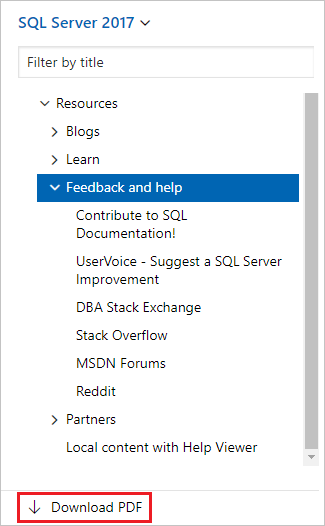 SQL Server 2017
Filter by title
Resources
Blogs
Learn
Feedback and help
Contribute to SQL
Documentation!
UserVoice - Suggest a SQL Server
Improvement
DBA Stack Exchange
Stack Overflow
MSDN Forums
Reddit
Partners
Local content with Help Viewer
Download PDF